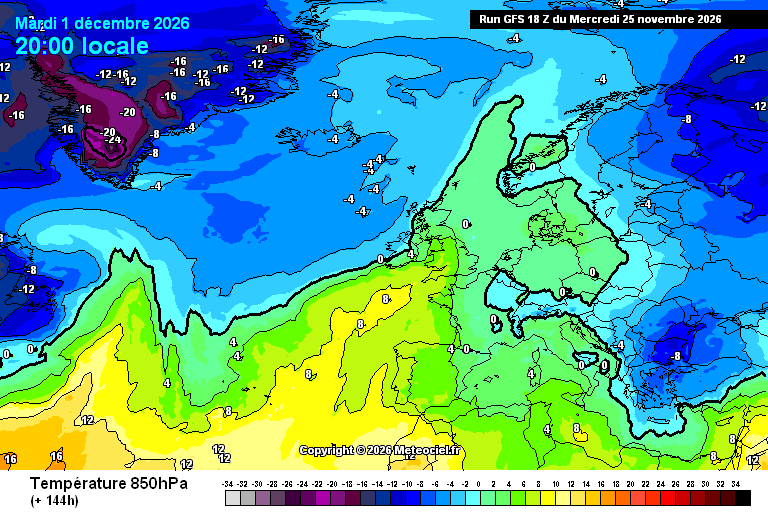 Mardi 1 décembre 2026
20:00 locale
Run GFS 18 Z du Mercredi 25 novembre 2026
Copyright © 2026 Meteociel.fr
Température 850hPa
(+ 144h)
-34 -32 -30 -28 -26 -24 -22 -20 -18 -16 -14 -12 -10 -8 -6 -4 -2 0 2 4 6 8 10 12 14 16 18 20 22 24 26 28 30 32 34